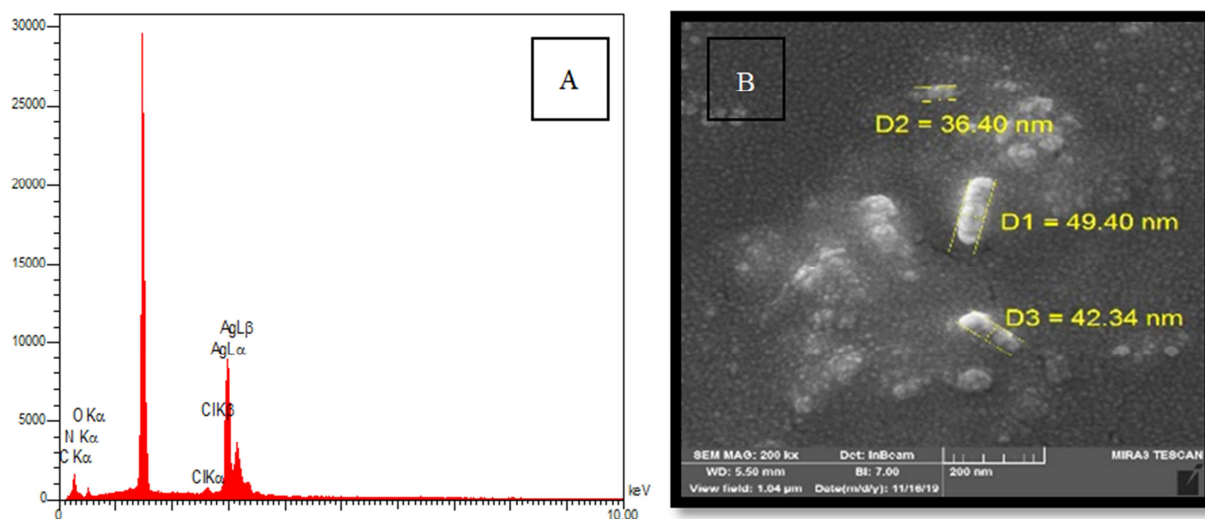 30000
25000
20000
15000
10000
5000
0
A
AgLβ
AgLα
ClKβ
ClKα
OKα
N Kα
C Kα
0
10.00
keV
B
D2 = 36.40 nm
D1 = 49.40 nm
D3 = 42.34 nm
SEM MAG: 200 kx Det: InBeam
WD: 5.50 mm BI: 7.00
View field: 1.04 µm Date(m/d/y): 11/16/19
200 nm
MIRA3 TESCAN